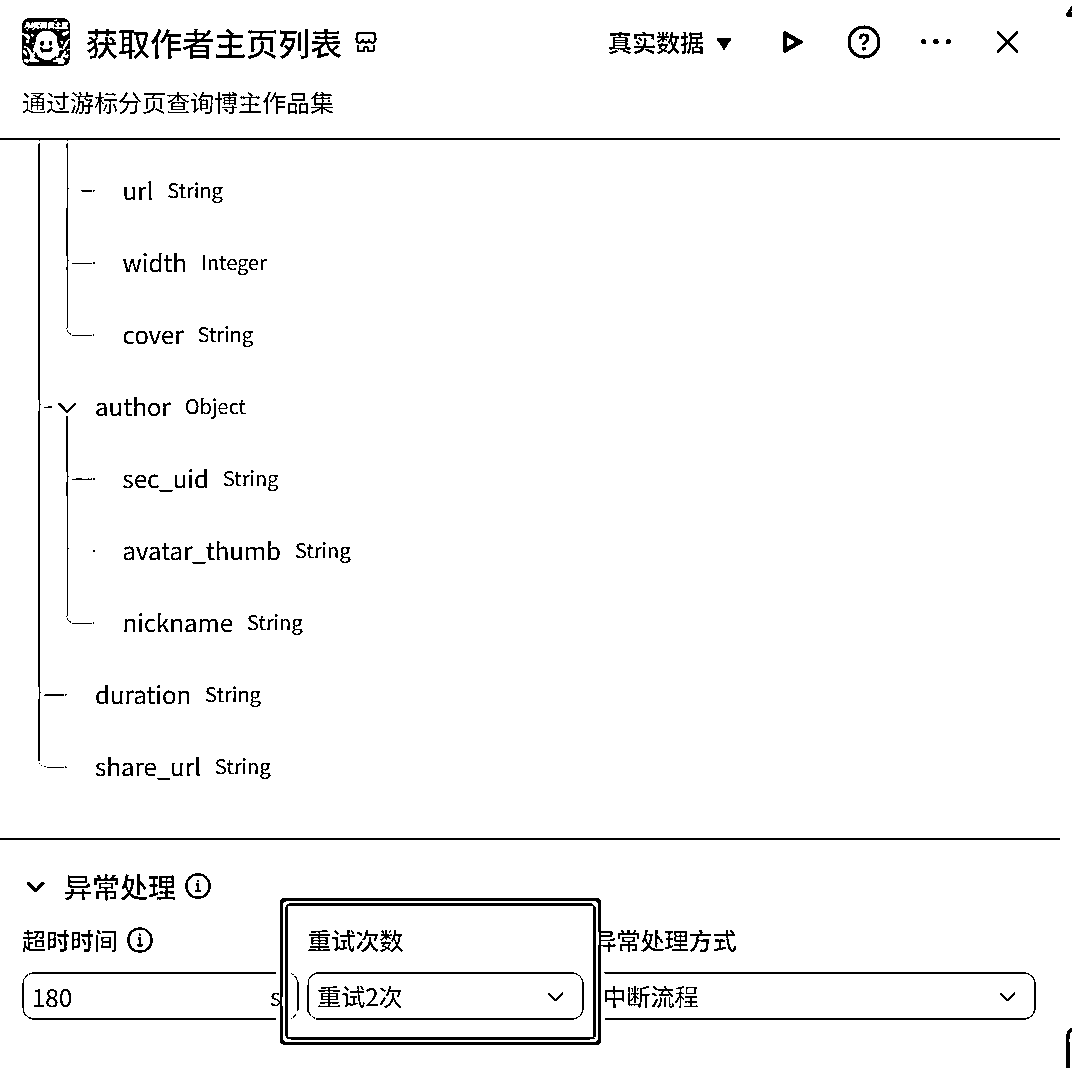 获取作者主页列表 真实数据
通过游标分页查询博主作品集
url String
width Integer
cover String
author Object
sec_uid String
avatar_thumb String
nickname String
duration String
share_url String
异常处理
超时时间 重试次数 异常处理方式
180 s 重试2次 中断流程